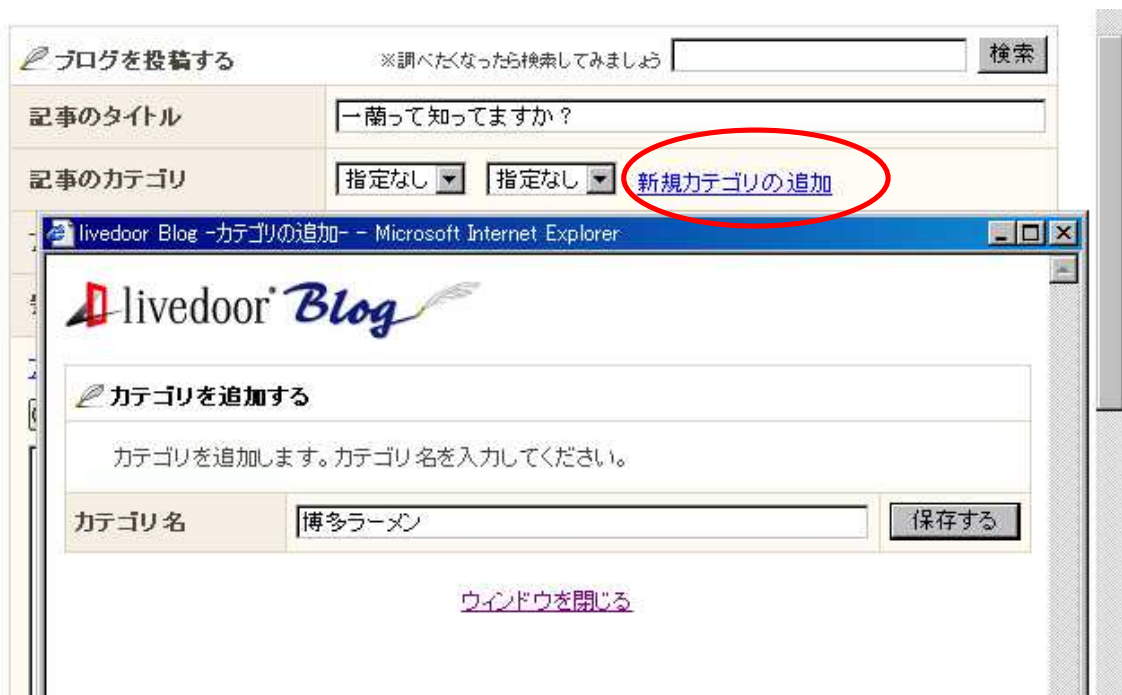 ブログを投稿する ※調べたくなったら検索してみましょう 検索
記事のタイトル 一蘭って知ってますか？
記事のカテゴリ 指定なし 指定なし 新規カテゴリの追加
livedoor Blog -カテゴリの追加- - Microsoft Internet Explorer
livedoor Blog
カテゴリを追加する
カテゴリを追加します。カテゴリ名を入力してください。
カテゴリ名 博多ラーメン 保存する
ウィンドウを閉じる